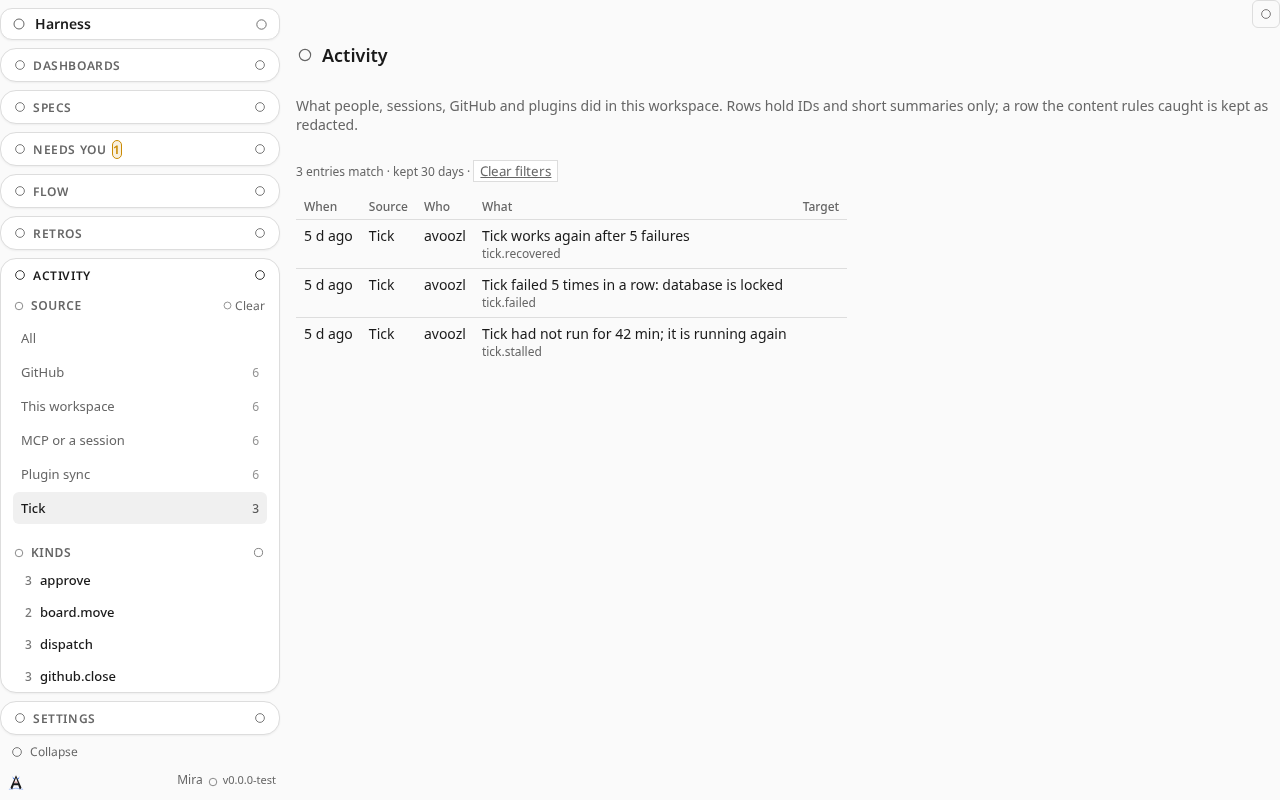 Harness
DASHBOARDS
SPECS
NEEDS YOU 1
FLOW
RETROS
ACTIVITY
SOURCE Clear
All
GitHub 6
This workspace 6
MCP or a session 6
Plugin sync 6
Tick 3
KINDS
3 approve
2 board.move
3 dispatch
3 github.close
SETTINGS
Collapse
A Mira v0.0.0-test
Activity
What people, sessions, GitHub and plugins did in this workspace. Rows hold IDs and short summaries only; a row the content rules caught is kept as
redacted.
3 entries match · kept 30 days · Clear filters
When Source Who What Target
5 d ago Tick avoozl Tick works again after 5 failures
tick.recovered
5 d ago Tick avoozl Tick failed 5 times in a row: database is locked
tick.failed
5 d ago Tick avoozl Tick had not run for 42 min; it is running again
tick.stalled